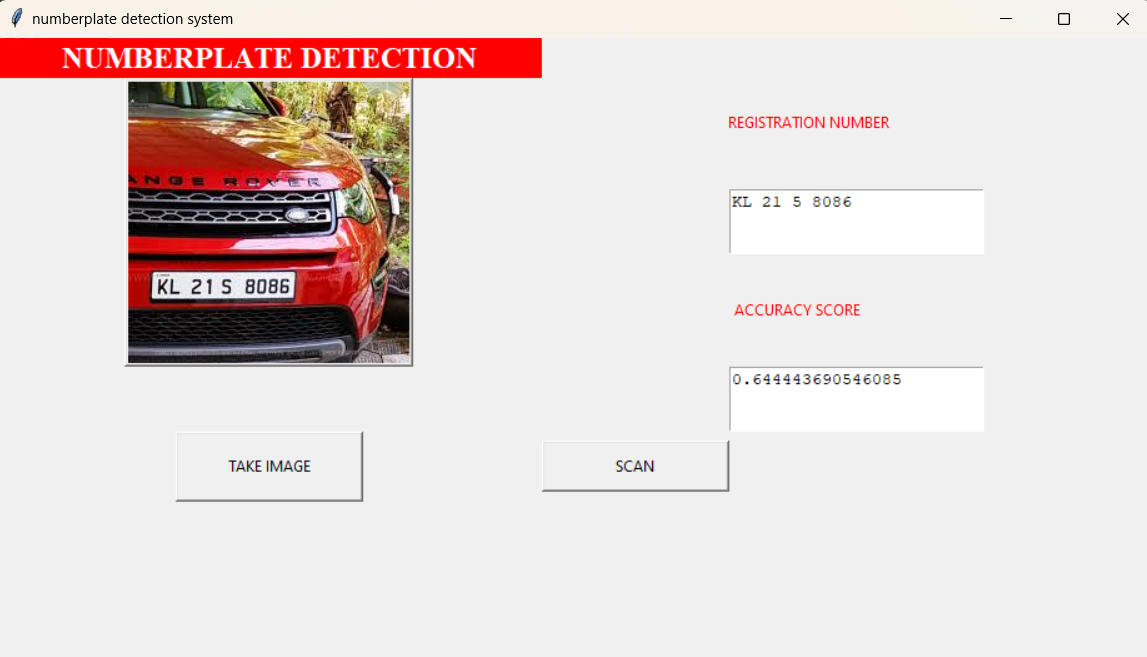 numberplate detection system
NUMBERPLATE DETECTION
ANGE ROVER
KL 21 S 8086
TAKE IMAGE
SCAN
REGISTRATION NUMBER
KL 21 5 8086
ACCURACY SCORE
0.644443690546085